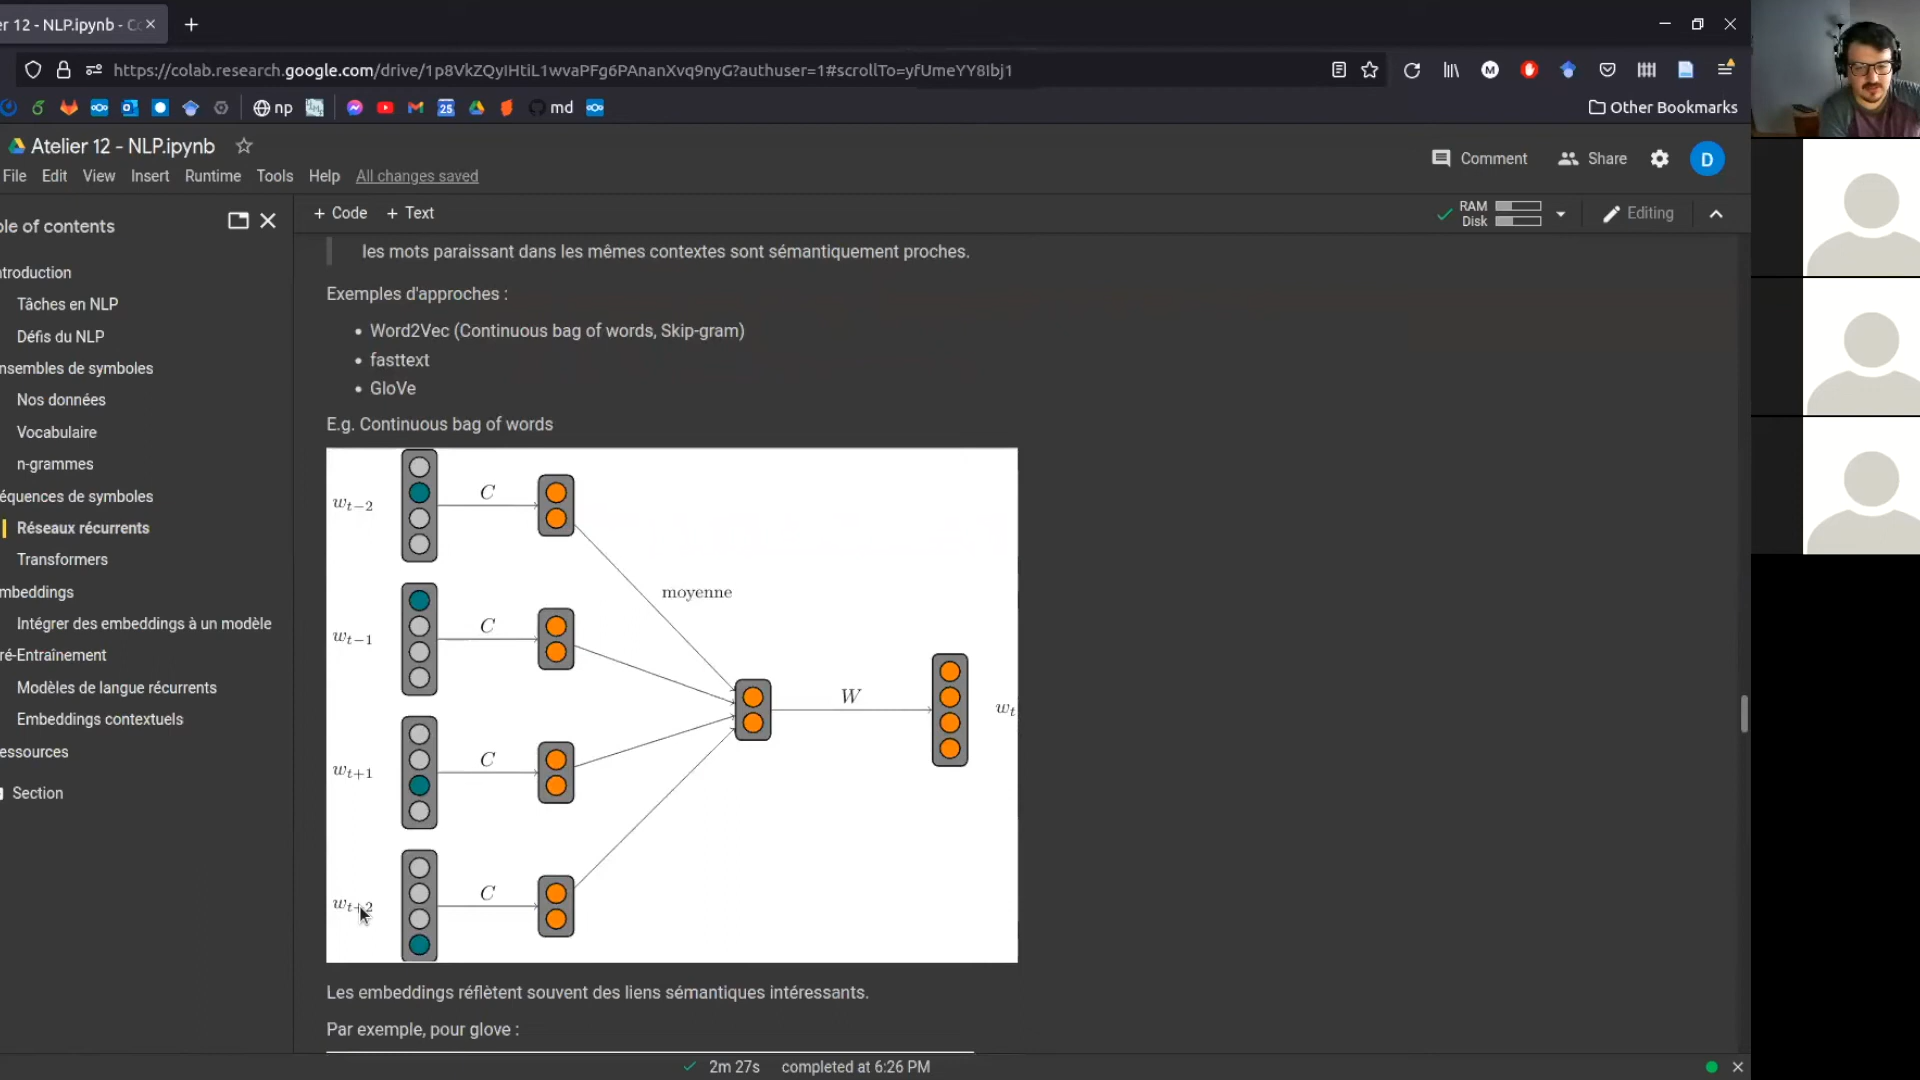 er 12 - NLP.ipynb - Co
https://colab.research.google.com/drive/1p8VkZQyIHtiL1wvaPFg6PAnanXvq9nyG?authuser=1#scrollTo=yfUmeYY8Ibj1
M
np
25
md
Other Bookmarks
Atelier 12 - NLP.ipynb
Comment
Share
D
File Edit View Insert Runtime Tools Help All changes saved
ble of contents
+ Code + Text
RAM
Disk
Editing
ntroduction
Tâches en NLP
Défis du NLP
nsembles de symboles
Nos données
Vocabulaire
n-grammes
équences de symboles
Réseaux récurrents
Transformers
mbeddings
Intégrer des embeddings à un modèle
ré-Entraînement
Modèles de langue récurrents
Embeddings contextuels
essources
Section
les mots paraissant dans les mêmes contextes sont sémantiquement proches.
Exemples d'approches :
• Word2Vec (Continuous bag of words, Skip-gram)
• fasttext
• GloVe
E.g. Continuous bag of words
w_{t−2} C
moyenne
w_{t−1} C
W
w_t
w_{t+1} C
w_{t+2} C
Les embeddings réflètent souvent des liens sémantiques intéressants.
Par exemple, pour glove :
2m 27s completed at 6:26 PM